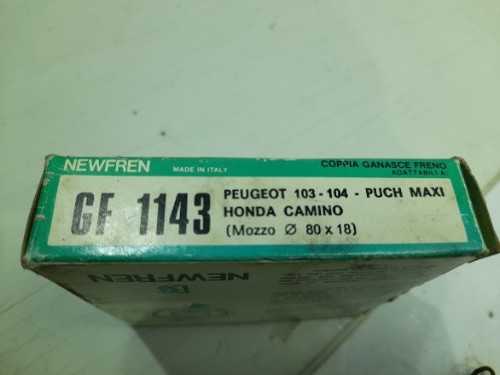 NEWFREN
MADE IN ITALY
COPPIA GANASCE FRENO
ADATTABILI A:
GF 1143
PEUGEOT 103-104 - PUCH MAXI
HONDA CAMINO
(Mozzo Ø 80 x 18)
NEWFREN